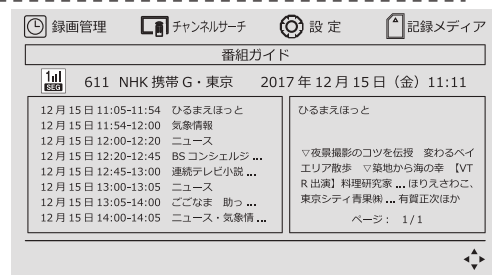 録画管理 チャンネルサーチ 設定 記録メディア
番組ガイド
1 SEG 611 NHK 携帯 G・東京 2017 年 12 月 15 日（金）11:11
12 月 15 日 11:05-11:54 ひるまえほっと
12 月 15 日 11:54-12:00 気象情報
12 月 15 日 12:00-12:20 ニュース
12 月 15 日 12:20-12:45 BS コンシェルジ ...
12 月 15 日 12:45-13:00 連続テレビ小説 ...
12 月 15 日 13:00-13:05 ニュース
12 月 15 日 13:05-14:00 ごごなま 助っ ...
12 月 15 日 14:00-14:05 ニュース・気象情 ...
ひるまえほっと
▽夜景撮影のコツを伝授 変わるベイ
エリア散歩 ▽築地から海の幸 【VT
R 出演】料理研究家 ... ほりえさわこ、
東京シティ青果㈱ ... 有賀正次ほか
ページ： 1/1